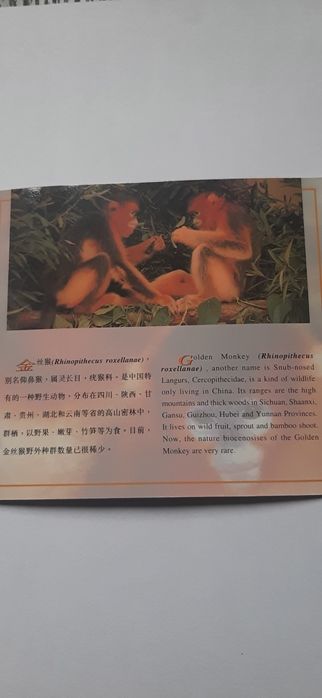 金丝猴(Rhinopithecus roxellanae)，
别名仰鼻猴，属灵长目，疣猴科。是中国特
有的一种野生动物，分布在四川、陕西、甘
肃、贵州、湖北和云南等省的高山密林中，
群栖，以野果、嫩芽、竹笋等为食。目前，
金丝猴野外种群数量已很稀少。
Golden Monkey (Rhinopithecus
roxellanae) , another name is Snub-nosed
Langurs, Cercopithecidae, is a kind of wildlife
only living in China. Its ranges are the high
mountains and thick woods in Sichuan, Shaanxi,
Gansu, Guizhou, Hubei and Yunnan Provinces.
It lives on wild fruit, sprout and bamboo shoot.
Now, the nature biocenosises of the Golden
Monkey are very rare.